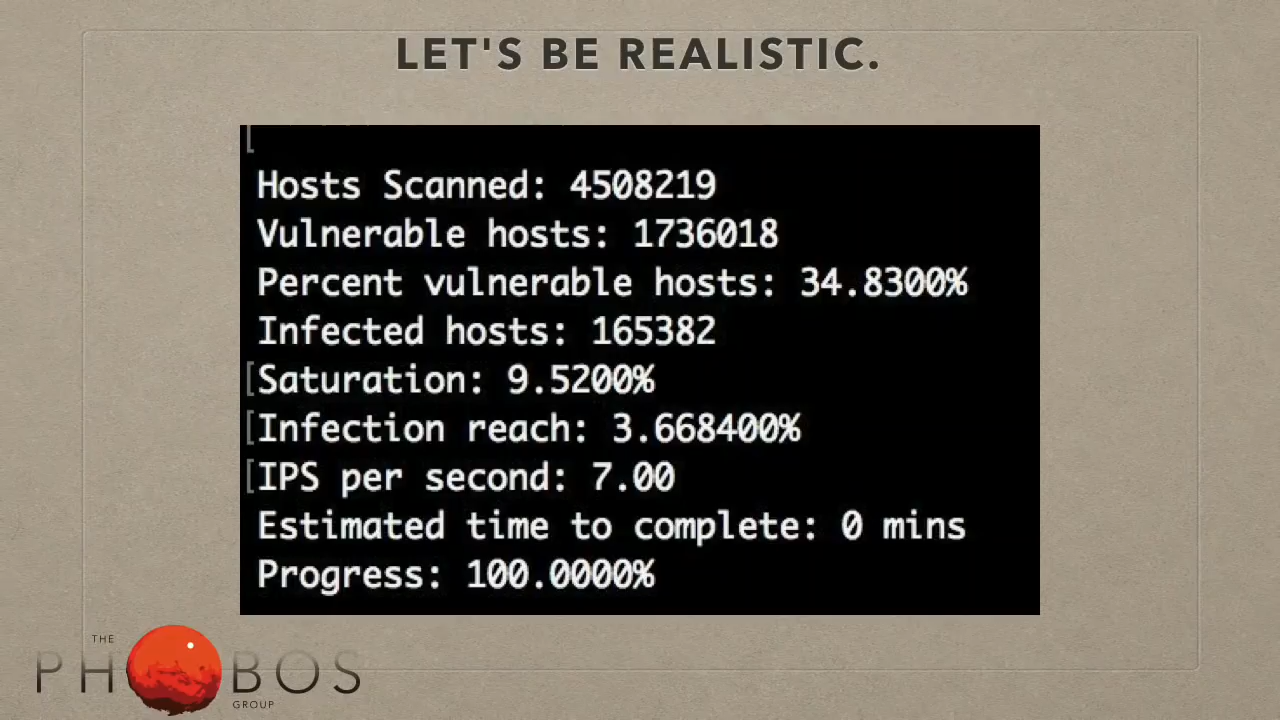 LET'S BE REALISTIC.
[
Hosts Scanned: 4508219
Vulnerable hosts: 1736018
Percent vulnerable hosts: 34.8300%
Infected hosts: 165382
[Saturation: 9.5200%
[Infection reach: 3.668400%
[IPS per second: 7.00
Estimated time to complete: 0 mins
Progress: 100.0000%
THE
PHOBOS
GROUP